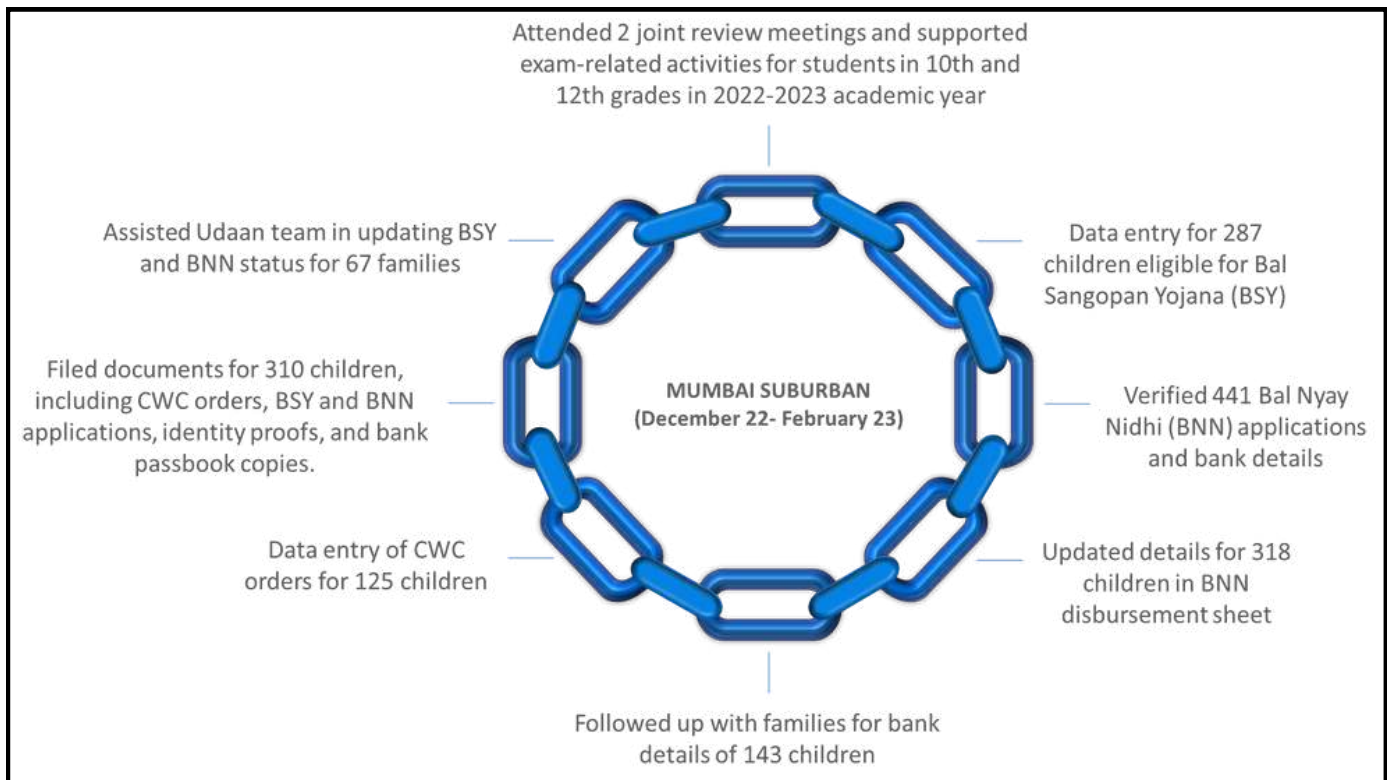 Attended 2 joint review meetings and supported
exam-related activities for students in 10th and
12th grades in 2022-2023 academic year
Data entry for 287
children eligible for Bal
Sangopan Yojana (BSY)
Verified 441 Bal Nyay
Nidhi (BNN) applications
and bank details
Updated details for 318
children in BNN
disbursement sheet
Followed up with families for bank
details of 143 children
Data entry of CWC
orders for 125 children
Filed documents for 310 children,
including CWC orders, BSY and BNN
applications, identity proofs, and bank
passbook copies.
Assisted Udaan team in updating BSY
and BNN status for 67 families
MUMBAI SUBURBAN
(December 22- February 23)